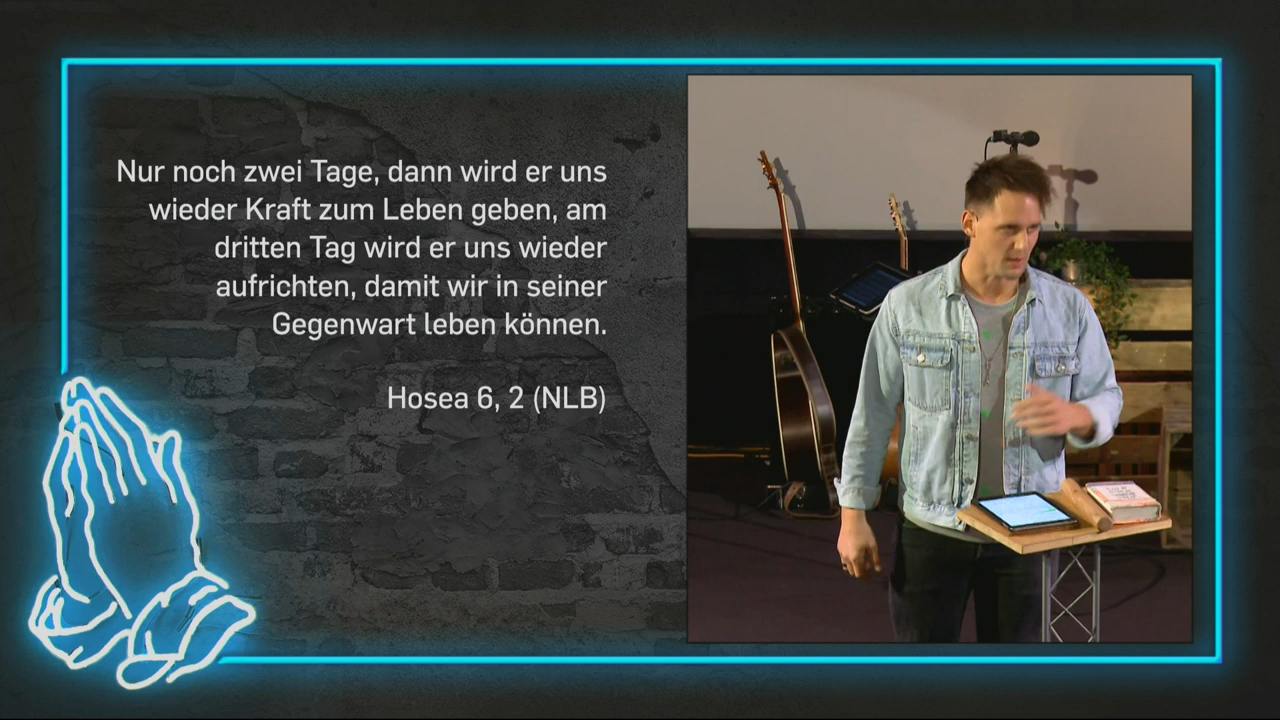 Nur noch zwei Tage, dann wird er uns
wieder Kraft zum Leben geben, am
dritten Tag wird er uns wieder
aufrichten, damit wir in seiner
Gegenwart leben können.
Hosea 6, 2 (NLB)